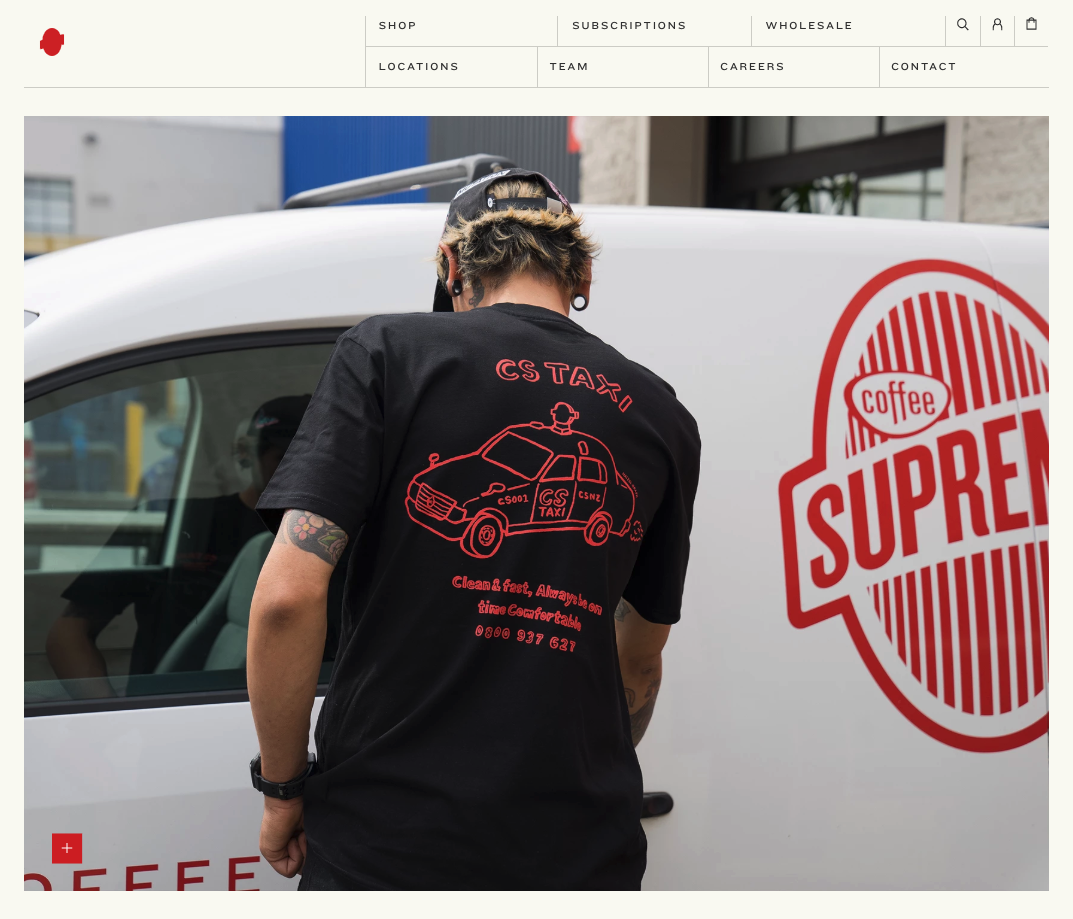 SHOP
SUBSCRIPTIONS
WHOLESALE
LOCATIONS
TEAM
CAREERS
CONTACT
CS TAXI
CS001
CS
TAXI
CSNZ
Clean & fast, Always be on
time Comfortable
0800 937 627
coffee
SUPREM
OFFEE